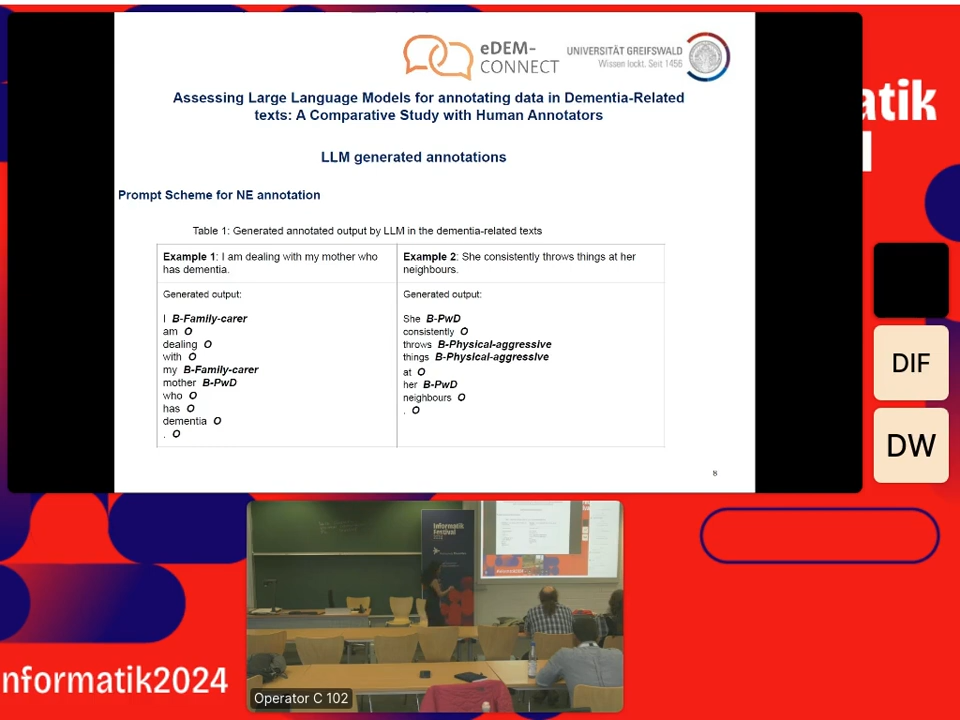 eDEM-
CONNECT
UNIVERSITÄT GREIFSWALD
Wissen lockt. Seit 1456
Assessing Large Language Models for annotating data in Dementia-Related
texts: A Comparative Study with Human Annotators
LLM generated annotations
Prompt Scheme for NE annotation
Table 1: Generated annotated output by LLM in the dementia-related texts
Example 1: I am dealing with my mother who
has dementia.
Generated output:
I B-Family-carer
am O
dealing O
with O
my B-Family-carer
mother B-PwD
who O
has O
dementia O
. O
Example 2: She consistently throws things at her
neighbours.
Generated output:
She B-PwD
consistently O
throws B-Physical-aggressive
things B-Physical-aggressive
at O
her B-PwD
neighbours O
. O
8
atik
DIF
DW
Informatik
Festival
2024
nformatik2024
Operator C 102